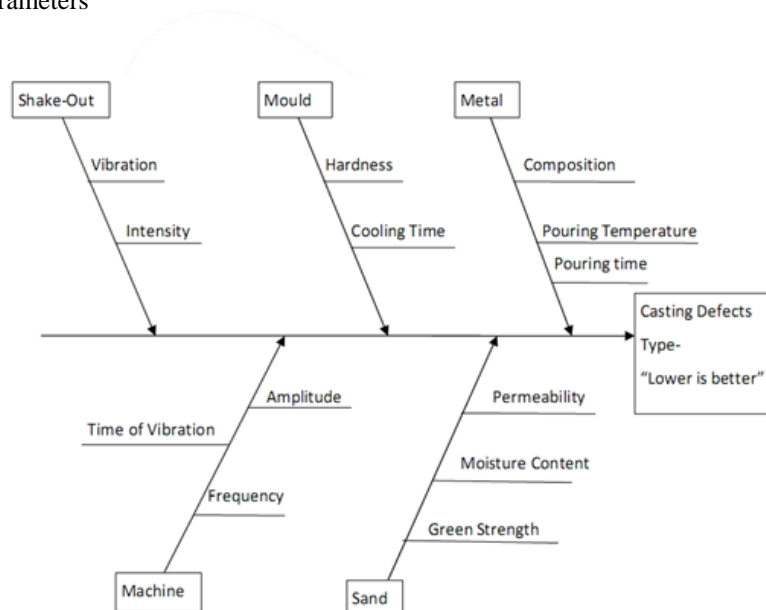 Shake-Out
Mould
Metal
Vibration
Hardness
Composition
Intensity
Cooling Time
Pouring Temperature
Pouring time
Casting Defects
Type-
“Lower is better”
Amplitude
Permeability
Time of Vibration
Moisture Content
Frequency
Green Strength
Machine
Sand